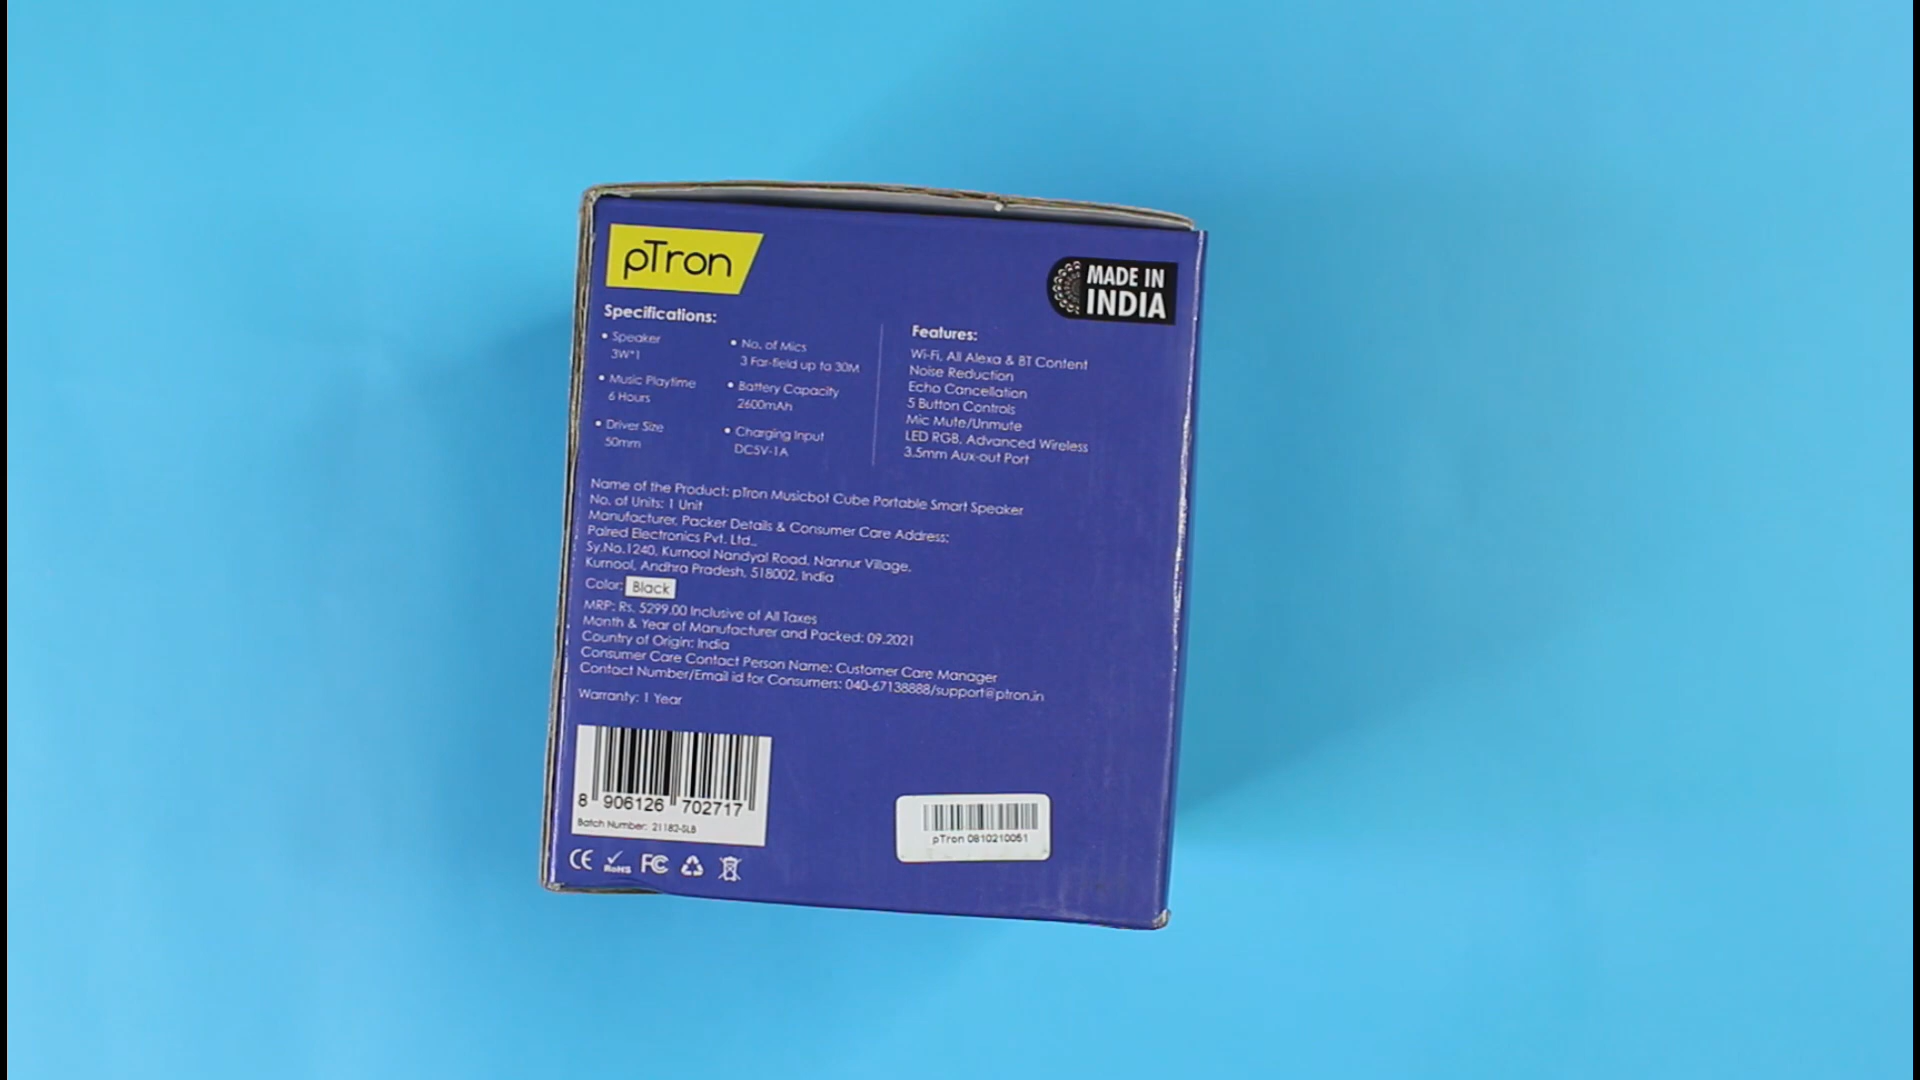 pTron
MADE IN
INDIA
Specifications:
• Speaker
3W*1
• Music Playtime
6 Hours
• Driver Size
50mm
• No. of Mics
3 Far-field up to 30M
• Battery Capacity
2600mAh
• Charging Input
DC5V-1A
Features:
Wi-Fi, All Alexa & BT Content
Noise Reduction
Echo Cancellation
5 Button Controls
Mic Mute/Unmute
LED RGB, Advanced Wireless
3.5mm Aux-out Port
Name of the Product: pTron Musicbot Cube Portable Smart Speaker
No. of Units: 1 Unit
Manufacturer, Packer Details & Consumer Care Address:
Palred Electronics Pvt. Ltd.,
Sy.No.1240, Kurnool Nandyal Road, Nannur Village,
Kurnool, Andhra Pradesh, 518002, India
Color: Black
MRP: Rs. 5299.00 Inclusive of All Taxes
Month & Year of Manufacturer and Packed: 09.2021
Country of Origin: India
Consumer Care Contact Person Name: Customer Care Manager
Contact Number/Email id for Consumers: 040-67138888/support@ptron.in
Warranty: 1 Year
8 906126 702717
Batch Number: 21182-SLB
pTron 0810210051
CE RoHS FC